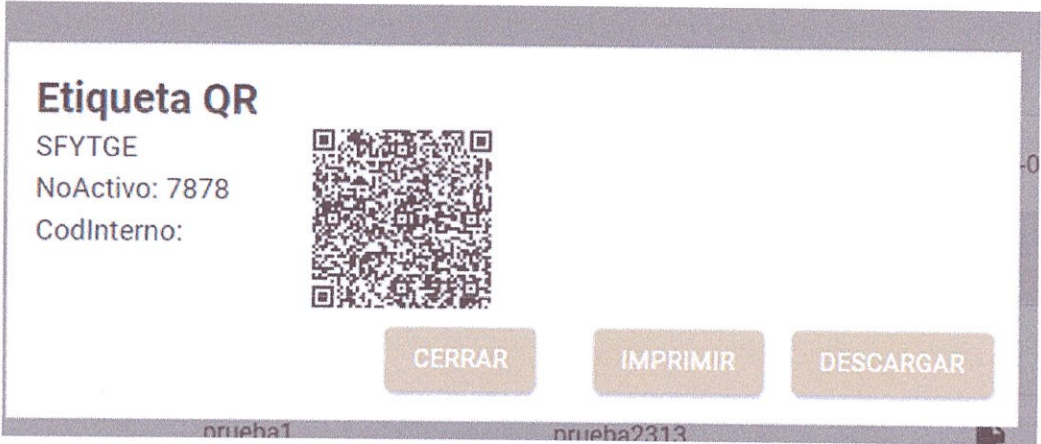 Etiqueta QR
SFYTGE
NoActivo: 7878
CodInterno:
CERRAR
IMPRIMIR
DESCARGAR
prueba1
prueba2313